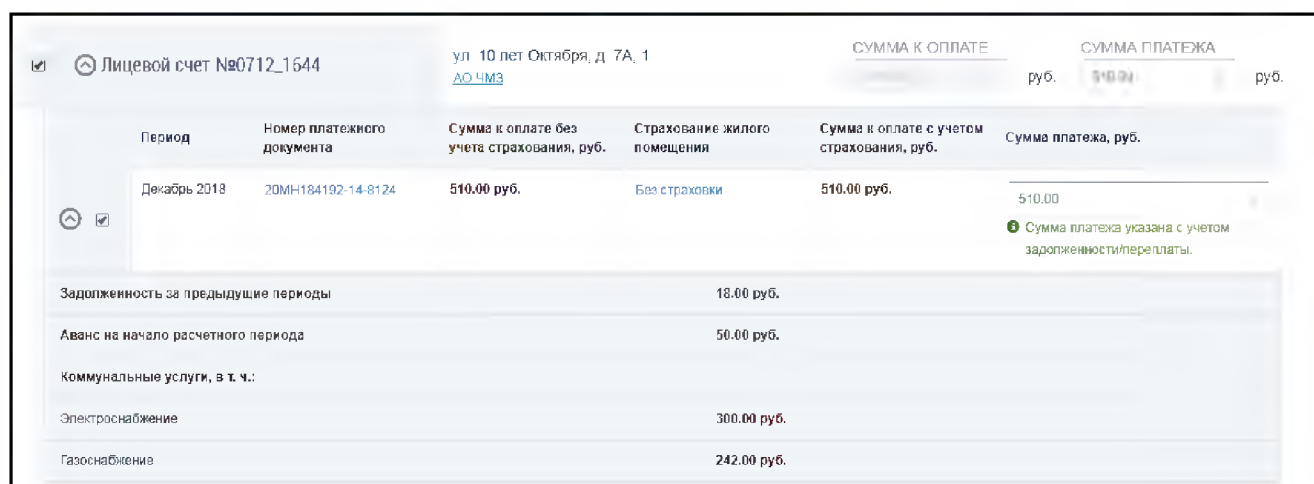 Лицевой счет №0712_1644
ул 10 лет Октября, д 7А, 1
АО ЧМЗ
СУММА К ОПЛАТЕ
руб.
СУММА ПЛАТЕЖА
510.00 руб.
Период
Номер платежного
документа
Сумма к оплате без
учета страхования, руб.
Страхование жилого
помещения
Сумма к оплате с учетом
страхования, руб.
Сумма платежа, руб.
Декабрь 2018
20МН184192-14-8124
510.00 руб.
Без страховки
510.00 руб.
510.00
Сумма платежа указана с учетом
задолженности/переплаты.
Задолженность за предыдущие периоды
18.00 руб.
Аванс на начало расчетного периода
50.00 руб.
Коммунальные услуги, в т. ч.:
Электроснабжение
300.00 руб.
Газоснабжение
242.00 руб.